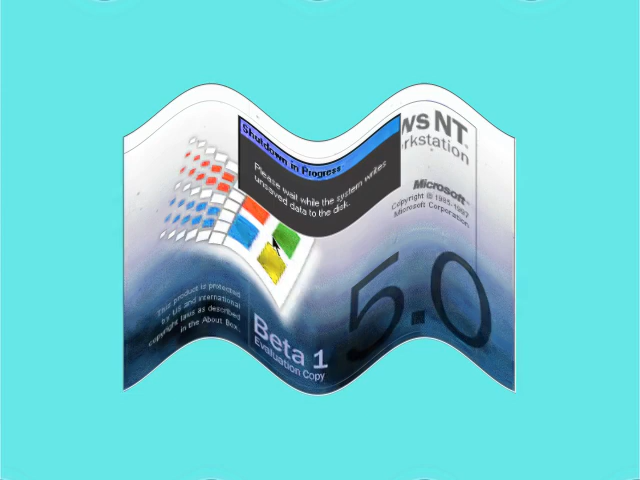 Shutdown in Progress
Please wait while the system writes
unsaved data to the disk.
ws NT
rkstation
Microsoft
Copyright © 1985-1997
Microsoft Corporation
5.0
This product is protected
by US and international
copyright laws as described
in the About Box.
Beta 1
Evaluation Copy